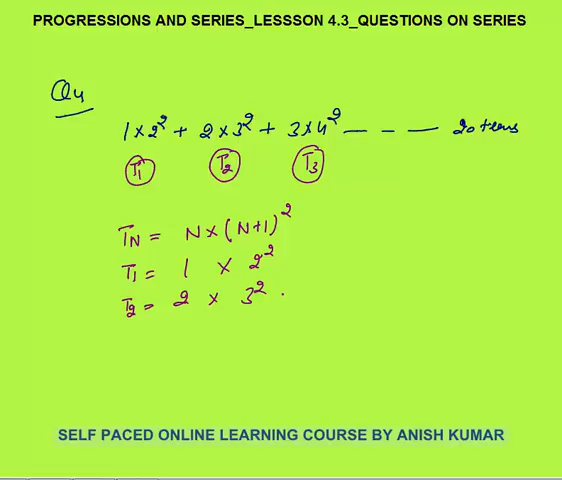 PROGRESSIONS AND SERIES_LESSSON 4.3_QUESTIONS ON SERIES
Q4
1×2² + 2×3² + 3×4² — — — 20 terms
T1 T2 T3
TN = N×(N+1)²
T1 = 1 × 2²
T2 = 2 × 3² .
SELF PACED ONLINE LEARNING COURSE BY ANISH KUMAR